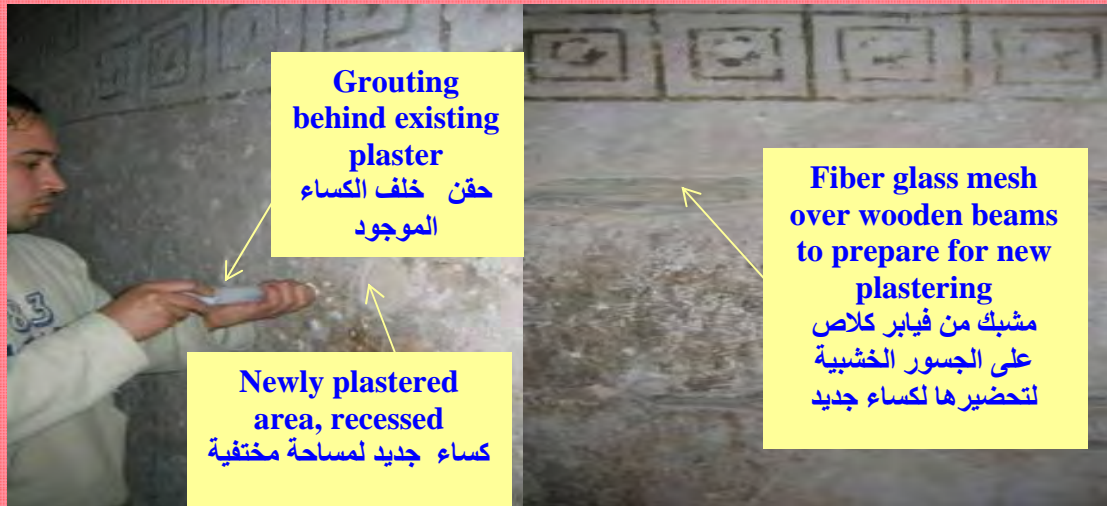 Grouting
behind existing
plaster
حقن خلف الكساء
الموجود
Newly plastered
area, recessed
كساء جديد لمساحة مختفية
Fiber glass mesh
over wooden beams
to prepare for new
plastering
مشبك من فيابر كلاص
على الجسور الخشبية
لتحضيرها لكساء جديد
83